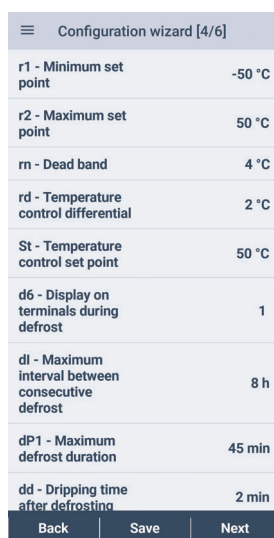 Configuration wizard [4/6]
r1 - Minimum set
point
-50 °C
r2 - Maximum set
point
50 °C
rn - Dead band
4 °C
rd - Temperature
control differential
2 °C
St - Temperature
control set point
50 °C
d6 - Display on
terminals during
defrost
1
dI - Maximum
interval between
consecutive
defrost
8 h
dP1 - Maximum
defrost duration
45 min
dd - Dripping time
after defrosting
2 min
Back Save Next